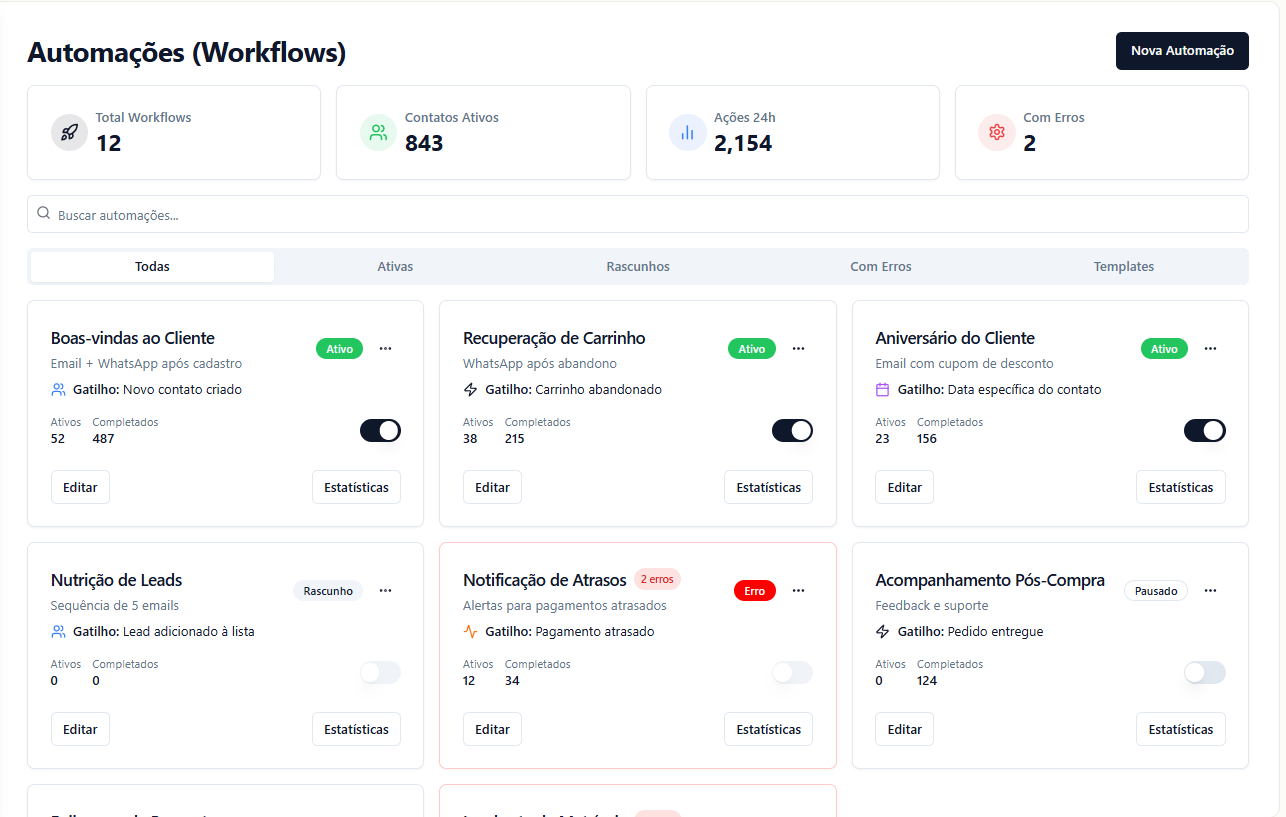 Automações (Workflows)
Nova Automação
Total Workflows
12
Contatos Ativos
843
Ações 24h
2,154
Com Erros
2
Buscar automações...
Todas
Ativas
Rascunhos
Com Erros
Templates
Boas-vindas ao Cliente
Ativo
Email + WhatsApp após cadastro
Gatilho: Novo contato criado
Ativos Completados
52 487
Editar
Estatísticas
Recuperação de Carrinho
Ativo
WhatsApp após abandono
Gatilho: Carrinho abandonado
Ativos Completados
38 215
Editar
Estatísticas
Aniversário do Cliente
Ativo
Email com cupom de desconto
Gatilho: Data específica do contato
Ativos Completados
23 156
Editar
Estatísticas
Nutrição de Leads
Rascunho
Sequência de 5 emails
Gatilho: Lead adicionado à lista
Ativos Completados
0 0
Editar
Estatísticas
Notificação de Atrasos 2 erros
Erro
Alertas para pagamentos atrasados
Gatilho: Pagamento atrasado
Ativos Completados
12 34
Editar
Estatísticas
Acompanhamento Pós-Compra
Pausado
Feedback e suporte
Gatilho: Pedido entregue
Ativos Completados
0 124
Editar
Estatísticas